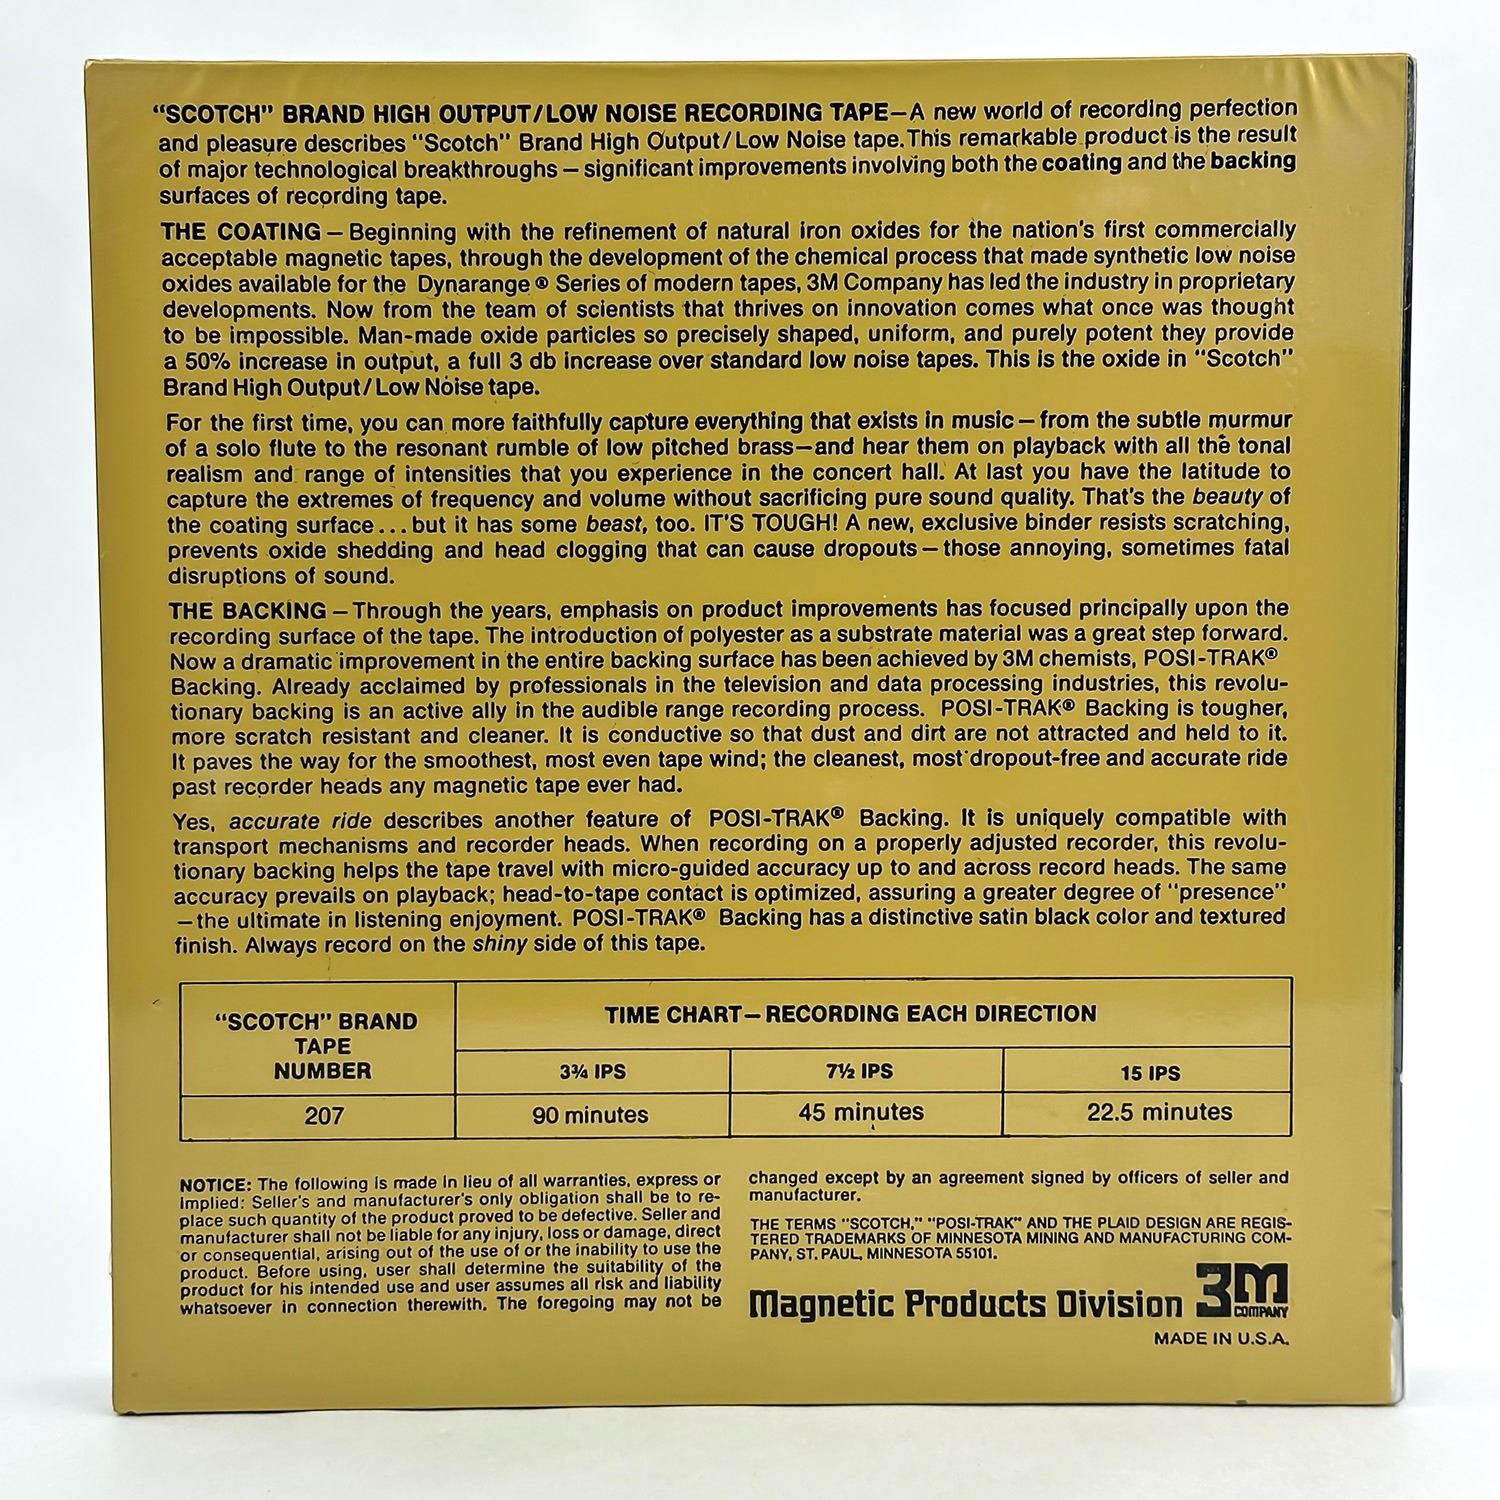 “SCOTCH” BRAND HIGH OUTPUT/LOW NOISE RECORDING TAPE—A new world of recording perfection
and pleasure describes “Scotch” Brand High Output/Low Noise tape. This remarkable product is the result
of major technological breakthroughs — significant improvements involving both the coating and the backing
surfaces of recording tape.
THE COATING — Beginning with the refinement of natural iron oxides for the nation's first commercially
acceptable magnetic tapes, through the development of the chemical process that made synthetic low noise
oxides available for the Dynarange ® Series of modern tapes, 3M Company has led the industry in proprietary
developments. Now from the team of scientists that thrives on innovation comes what once was thought
to be impossible. Man-made oxide particles so precisely shaped, uniform, and purely potent they provide
a 50% increase in output, a full 3 db increase over standard low noise tapes. This is the oxide in “Scotch”
Brand High Output/Low Noise tape.
For the first time, you can more faithfully capture everything that exists in music — from the subtle murmur
of a solo flute to the resonant rumble of low pitched brass—and hear them on playback with all the tonal
realism and range of intensities that you experience in the concert hall. At last you have the latitude to
capture the extremes of frequency and volume without sacrificing pure sound quality. That's the beauty of
the coating surface... but it has some beast, too. IT'S TOUGH! A new, exclusive binder resists scratching,
prevents oxide shedding and head clogging that can cause dropouts — those annoying, sometimes fatal
disruptions of sound.
THE BACKING — Through the years, emphasis on product improvements has focused principally upon the
recording surface of the tape. The introduction of polyester as a substrate material was a great step forward.
Now a dramatic improvement in the entire backing surface has been achieved by 3M chemists, POSI-TRAK®
Backing. Already acclaimed by professionals in the television and data processing industries, this revolu-
tionary backing is an active ally in the audible range recording process. POSI-TRAK® Backing is tougher,
more scratch resistant and cleaner. It is conductive so that dust and dirt are not attracted and held to it.
It paves the way for the smoothest, most even tape wind; the cleanest, most dropout-free and accurate ride
past recorder heads any magnetic tape ever had.
Yes, accurate ride describes another feature of POSI-TRAK® Backing. It is uniquely compatible with
transport mechanisms and recorder heads. When recording on a properly adjusted recorder, this revolu-
tionary backing helps the tape travel with micro-guided accuracy up to and across record heads. The same
accuracy prevails on playback; head-to-tape contact is optimized, assuring a greater degree of “presence”
—the ultimate in listening enjoyment. POSI-TRAK® Backing has a distinctive satin black color and textured
finish. Always record on the shiny side of this tape.
“SCOTCH” BRAND
TAPE
NUMBER
TIME CHART—RECORDING EACH DIRECTION
3¾ IPS
7½ IPS
15 IPS
207
90 minutes
45 minutes
22.5 minutes
NOTICE: The following is made in lieu of all warranties, express or
implied: Seller's and manufacturer's only obligation shall be to re-
place such quantity of the product proved to be defective. Seller and
manufacturer shall not be liable for any injury, loss or damage, direct
or consequential, arising out of the use of or the inability to use the
product. Before using, user shall determine the suitability of the
product for his intended use and user assumes all risk and liability
whatsoever in connection therewith. The foregoing may not be
changed except by an agreement signed by officers of seller and
manufacturer.
THE TERMS “SCOTCH,” “POSI-TRAK” AND THE PLAID DESIGN ARE REGIS-
TERED TRADEMARKS OF MINNESOTA MINING AND MANUFACTURING COM-
PANY, ST. PAUL, MINNESOTA 55101.
Magnetic Products Division 3M
COMPANY
MADE IN U.S.A.